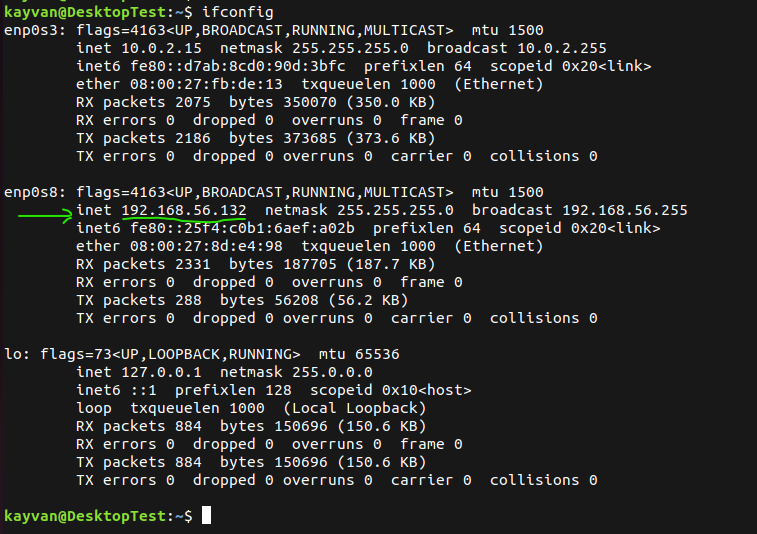 kayvan@DesktopTest:~$ ifconfig
enp0s3: flags=4163<UP,BROADCAST,RUNNING,MULTICAST>  mtu 1500
        inet 10.0.2.15  netmask 255.255.255.0  broadcast 10.0.2.255
        inet6 fe80::d7ab:8cd0:90d:3bfc  prefixlen 64  scopeid 0x20<link>
        ether 08:00:27:fb:de:13  txqueuelen 1000  (Ethernet)
        RX packets 2075  bytes 350070 (350.0 KB)
        RX errors 0  dropped 0  overruns 0  frame 0
        TX packets 2186  bytes 373685 (373.6 KB)
        TX errors 0  dropped 0 overruns 0  carrier 0  collisions 0

enp0s8: flags=4163<UP,BROADCAST,RUNNING,MULTICAST>  mtu 1500
        inet 192.168.56.132  netmask 255.255.255.0  broadcast 192.168.56.255
        inet6 fe80::25f4:c0b1:6aef:a02b  prefixlen 64  scopeid 0x20<link>
        ether 08:00:27:8d:e4:98  txqueuelen 1000  (Ethernet)
        RX packets 2331  bytes 187705 (187.7 KB)
        RX errors 0  dropped 0  overruns 0  frame 0
        TX packets 288  bytes 56208 (56.2 KB)
        TX errors 0  dropped 0 overruns 0  carrier 0  collisions 0

lo: flags=73<UP,LOOPBACK,RUNNING>  mtu 65536
        inet 127.0.0.1  netmask 255.0.0.0
        inet6 ::1  prefixlen 128  scopeid 0x10<host>
        loop  txqueuelen 1000  (Local Loopback)
        RX packets 884  bytes 150696 (150.6 KB)
        RX errors 0  dropped 0  overruns 0  frame 0
        TX packets 884  bytes 150696 (150.6 KB)
        TX errors 0  dropped 0 overruns 0  carrier 0  collisions 0

kayvan@DesktopTest:~$